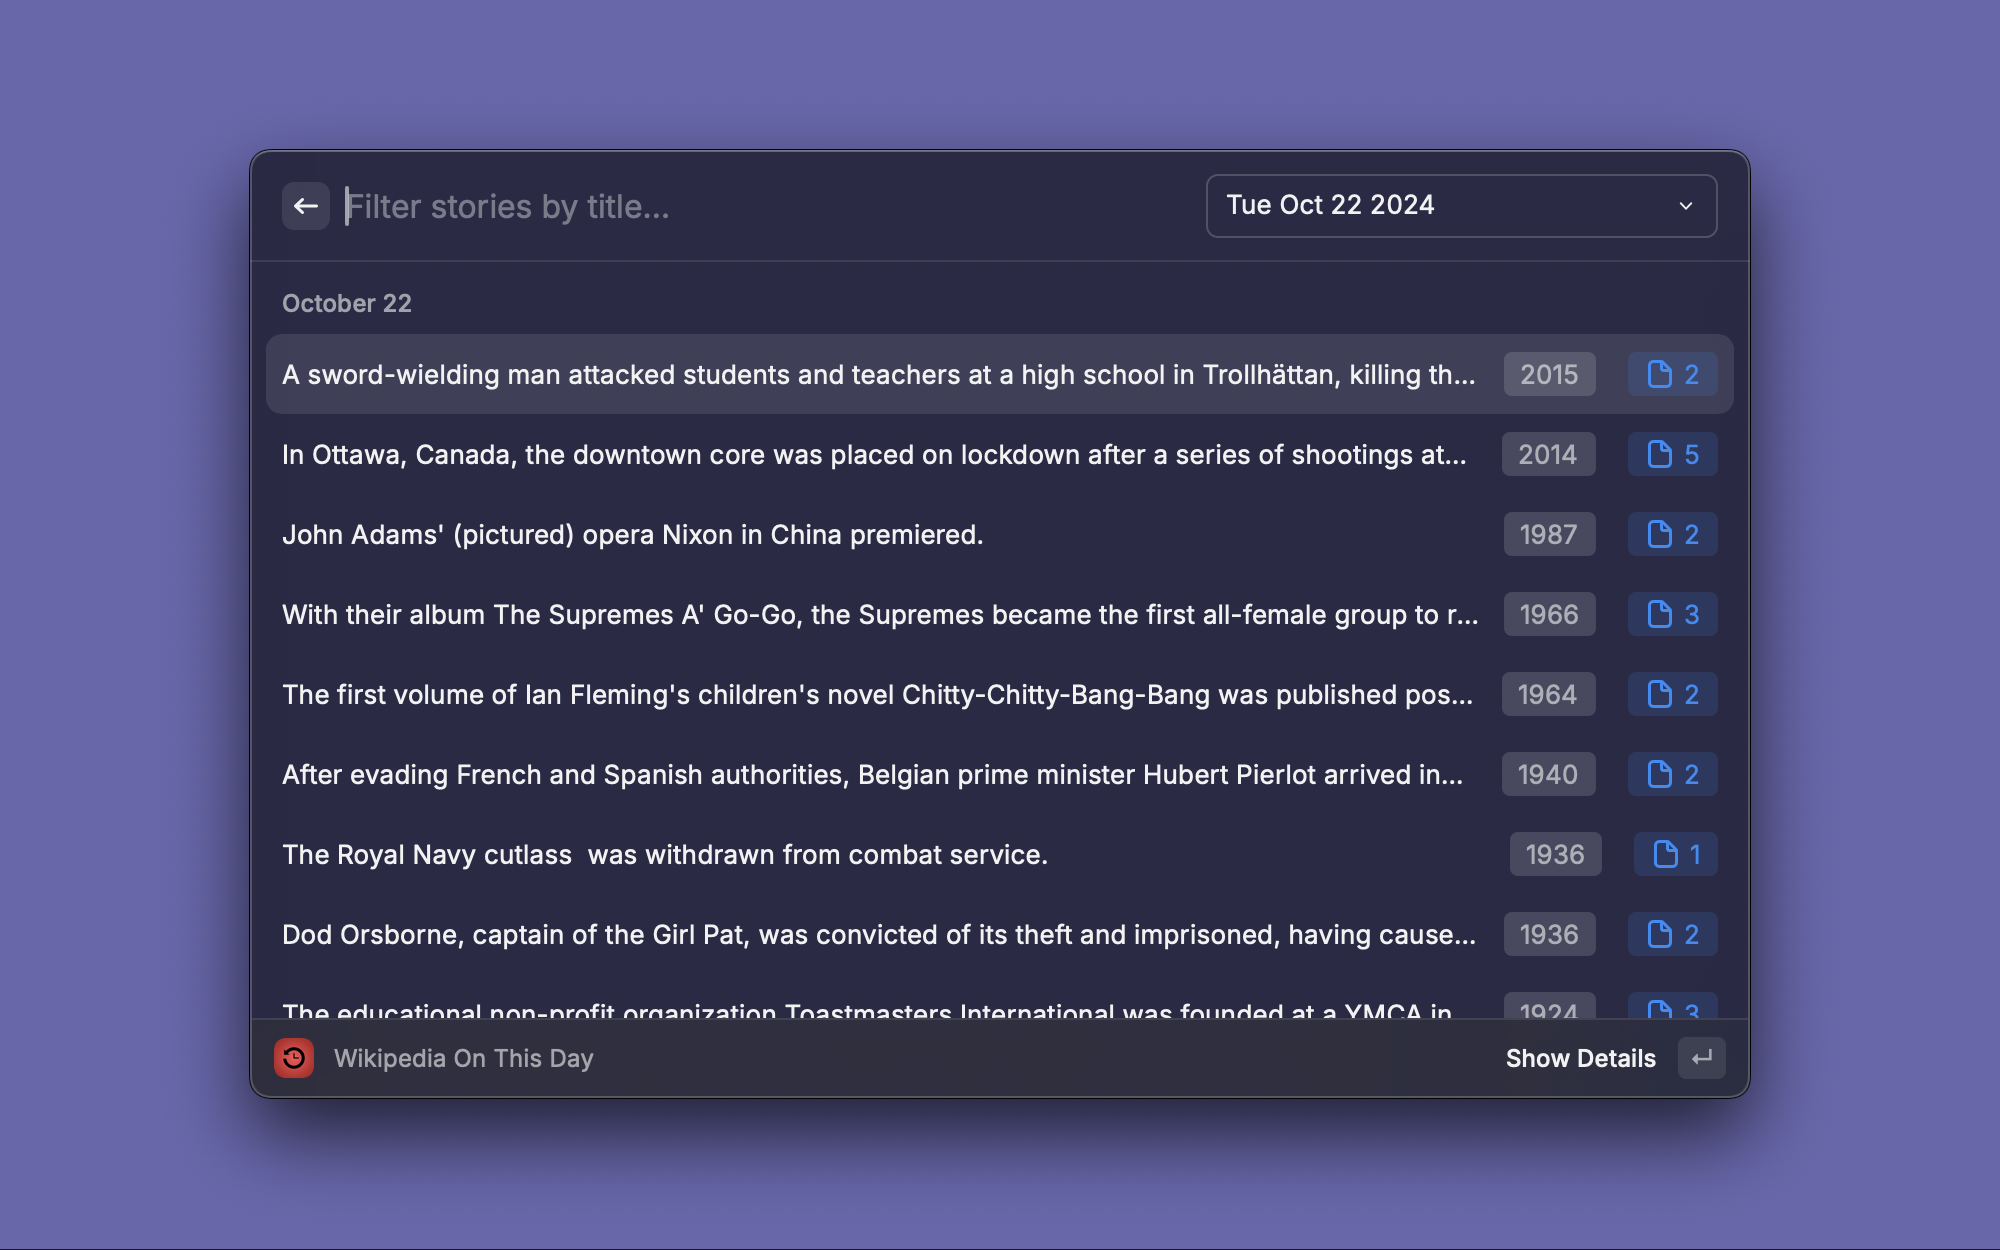 Filter stories by title...
Tue Oct 22 2024
October 22
A sword-wielding man attacked students and teachers at a high school in Trollhättan, killing th... 2015 2
In Ottawa, Canada, the downtown core was placed on lockdown after a series of shootings at... 2014 5
John Adams' (pictured) opera Nixon in China premiered. 1987 2
With their album The Supremes A' Go-Go, the Supremes became the first all-female group to r... 1966 3
The first volume of Ian Fleming's children's novel Chitty-Chitty-Bang-Bang was published pos... 1964 2
After evading French and Spanish authorities, Belgian prime minister Hubert Pierlot arrived in... 1940 2
The Royal Navy cutlass  was withdrawn from combat service. 1936 1
Dod Orsborne, captain of the Girl Pat, was convicted of its theft and imprisoned, having cause... 1936 2
The educational non-profit organization Toastmasters International was founded at a YMCA in... 1924 3
Wikipedia On This Day
Show Details